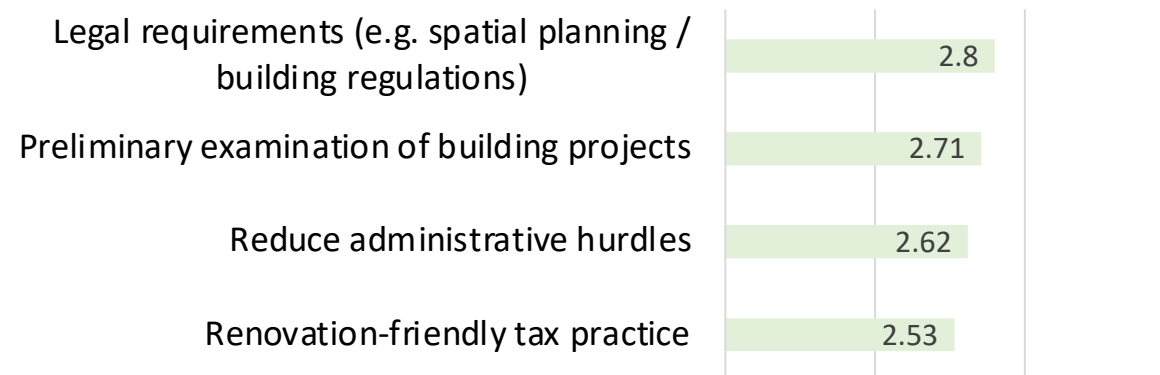 Legal requirements (e.g. spatial planning /
building regulations)
2.8
Preliminary examination of building projects
2.71
Reduce administrative hurdles
2.62
Renovation-friendly tax practice
2.53